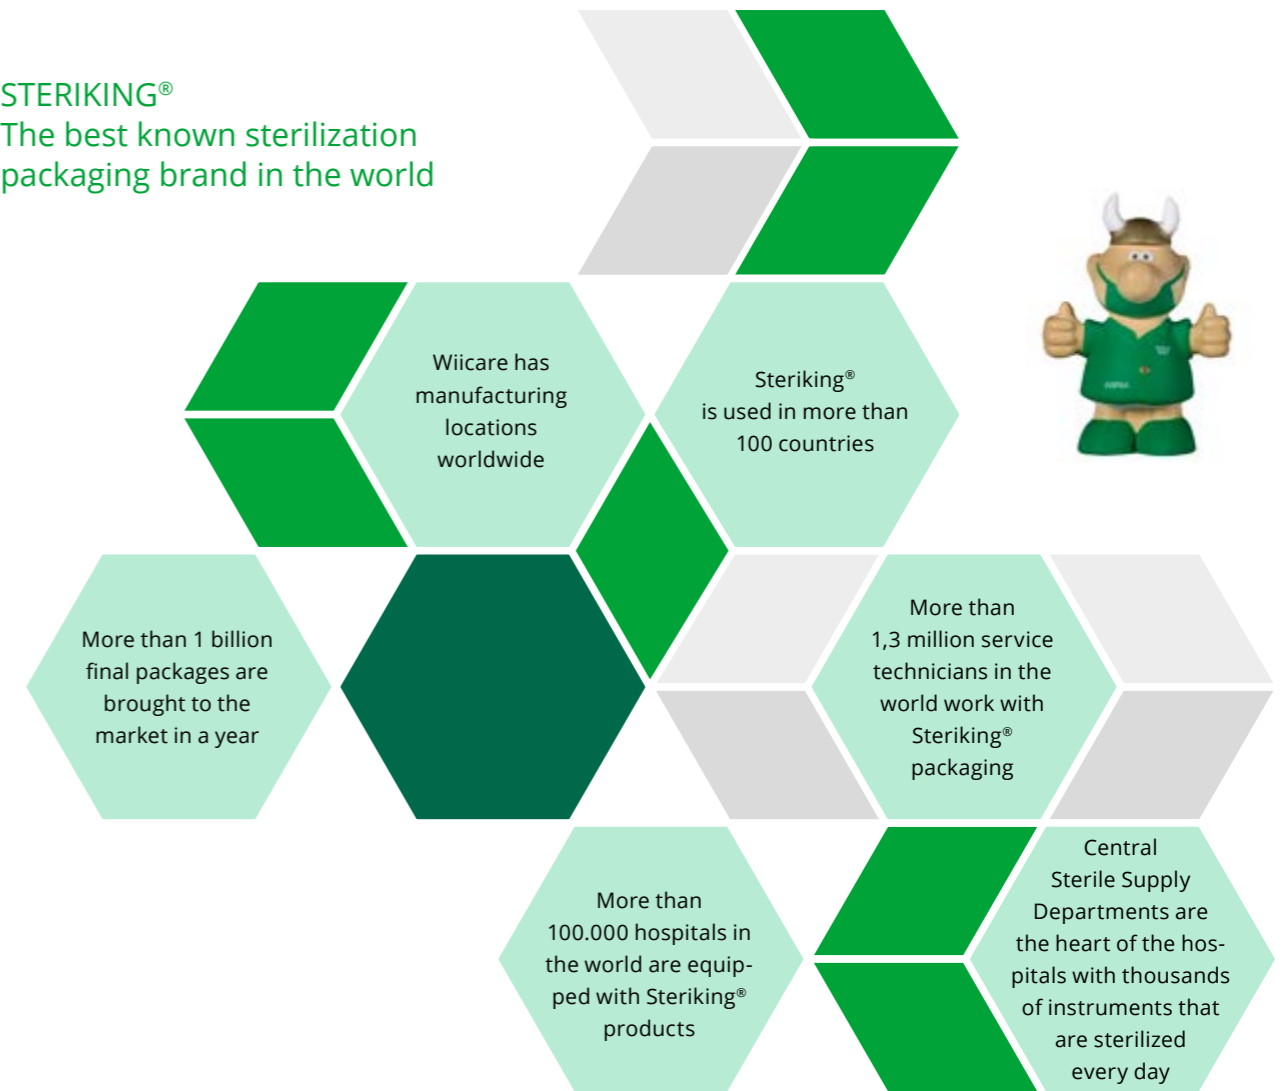 STERIKING®
The best known sterilization
packaging brand in the world
Wiicare has
manufacturing
locations
worldwide
Steriking®
is used in more than
100 countries
More than 1 billion
final packages are
brought to the
market in a year
More than
1,3 million service
technicians in the
world work with
Steriking®
packaging
More than
100.000 hospitals in
the world are equip-
ped with Steriking®
products
Central
Sterile Supply
Departments are
the heart of the hos-
pitals with thousands
of instruments that
are sterilized
every day